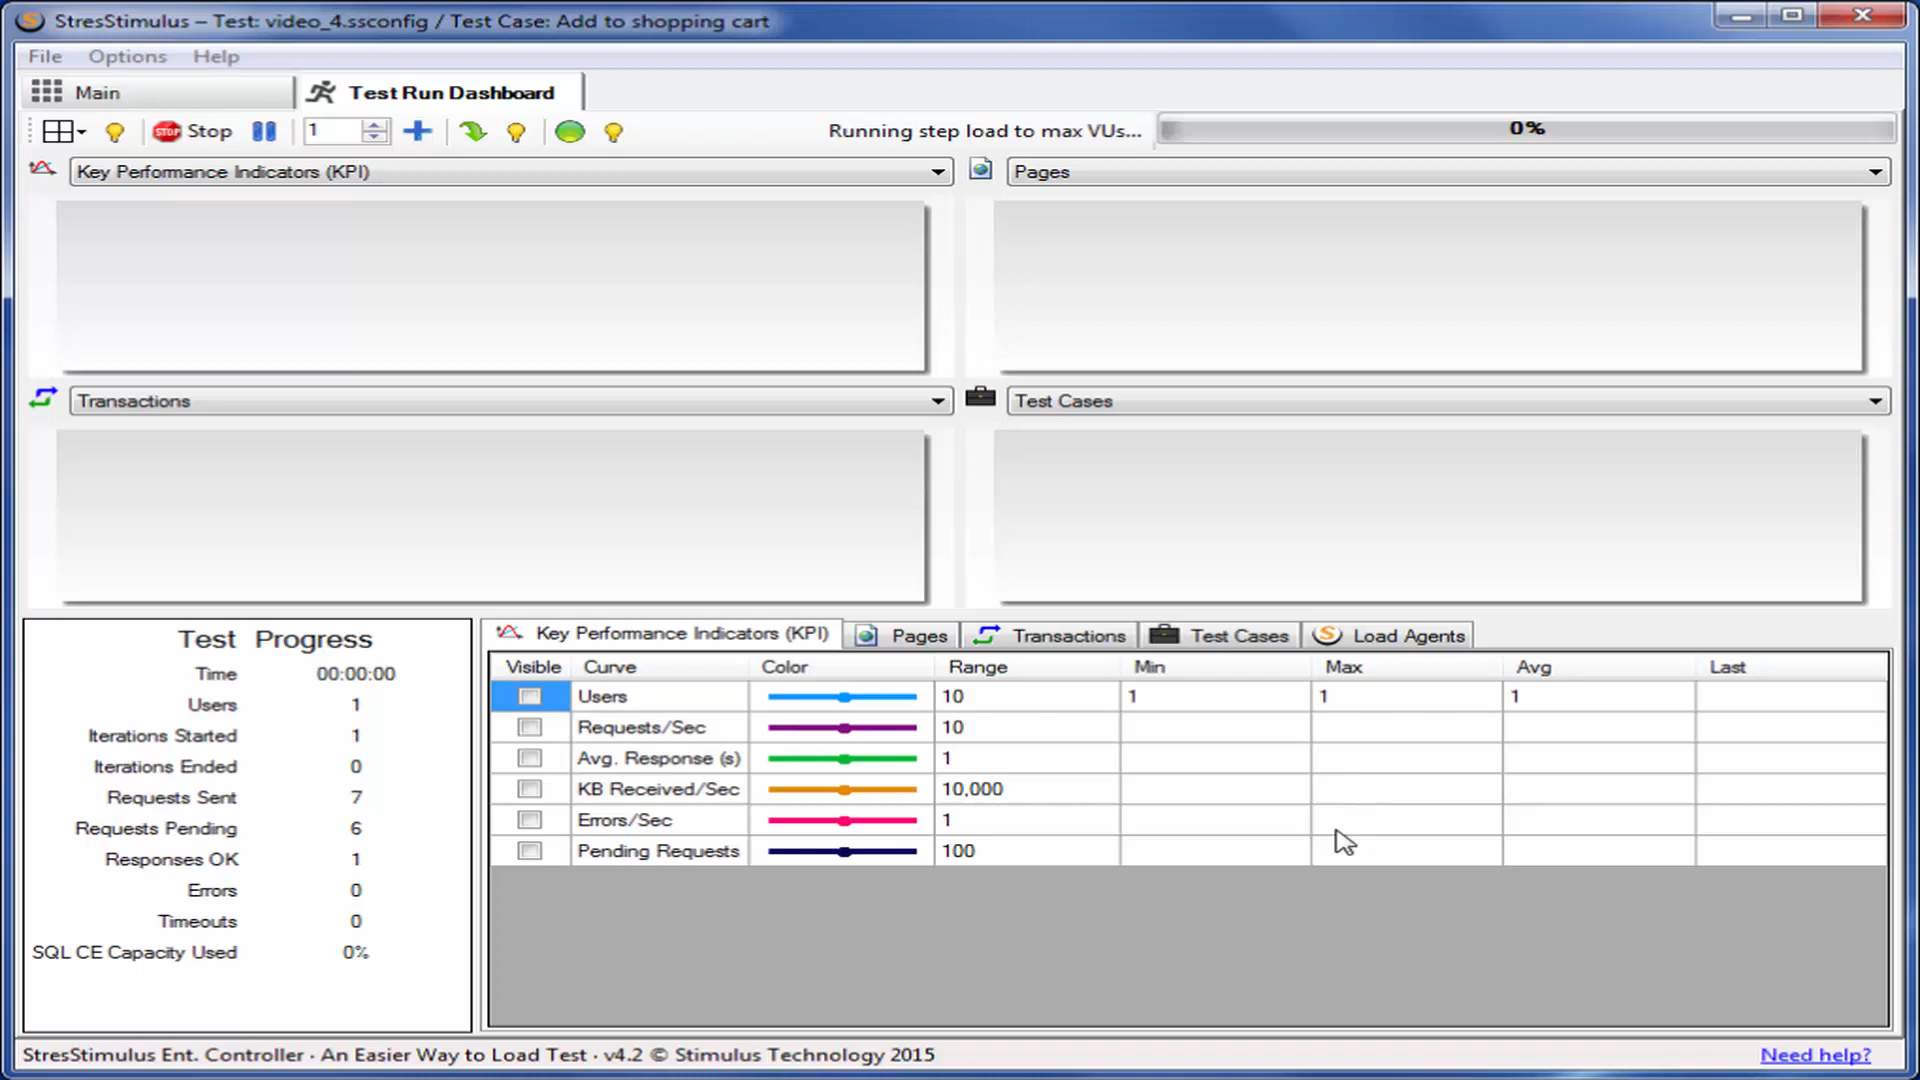 StresStimulus – Test: video_4.ssconfig / Test Case: Add to shopping cart
File Options Help
Main Test Run Dashboard
STOP Stop 1 Running step load to max VUs... 0%
Key Performance Indicators (KPI) Pages
Transactions Test Cases
Test Progress
Time 00:00:00
Users 1
Iterations Started 1
Iterations Ended 0
Requests Sent 7
Requests Pending 6
Responses OK 1
Errors 0
Timeouts 0
SQL CE Capacity Used 0%
Key Performance Indicators (KPI) Pages Transactions Test Cases Load Agents
Visible Curve Color Range Min Max Avg Last
Users 10 1 1 1
Requests/Sec 10
Avg. Response (s) 1
KB Received/Sec 10,000
Errors/Sec 1
Pending Requests 100
StresStimulus Ent. Controller · An Easier Way to Load Test · v4.2 © Stimulus Technology 2015 Need help?